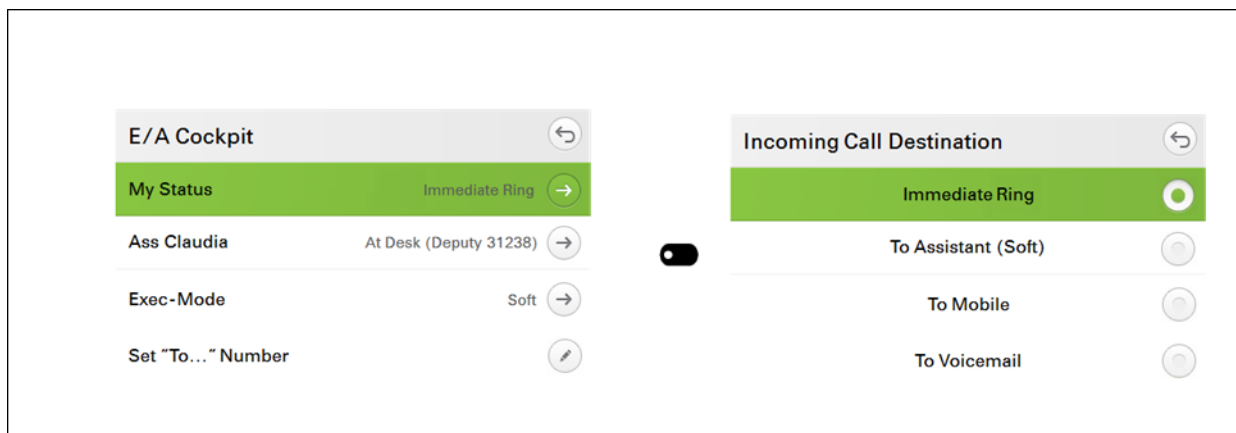 E/A Cockpit
My Status Immediate Ring
Ass Claudia At Desk (Deputy 31238)
Exec-Mode Soft
Set "To..." Number
Incoming Call Destination
Immediate Ring
To Assistant (Soft)
To Mobile
To Voicemail